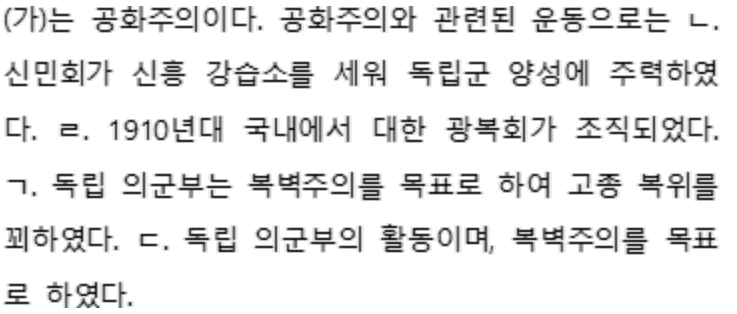 (가)는 공화주의이다. 공화주의와 관련된 운동으로는 ㄴ.
신민회가 신흥 강습소를 세워 독립군 양성에 주력하였
다. ㄹ. 1910년대 국내에서 대한 광복회가 조직되었다.
ㄱ. 독립 의군부는 복벽주의를 목표로 하여 고종 복위를
꾀하였다. ㄷ. 독립 의군부의 활동이며, 복벽주의를 목표
로 하였다.